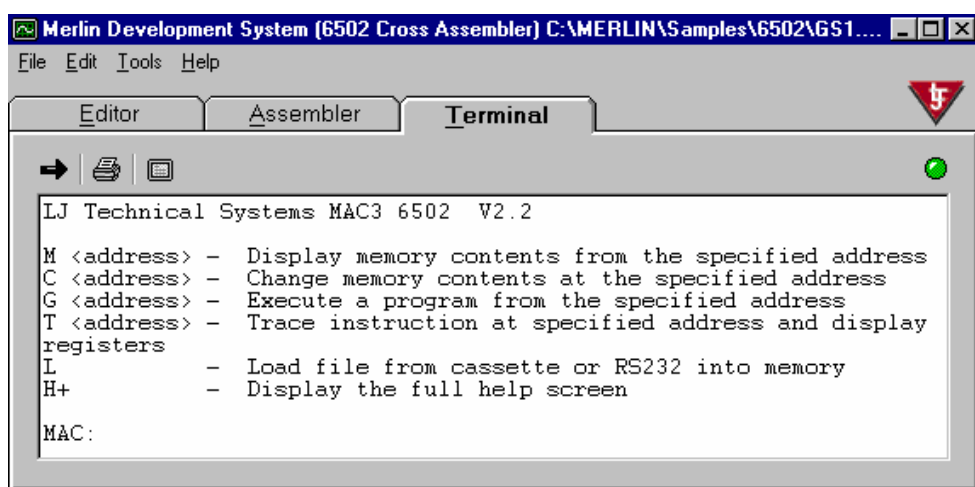 Merlin Development System (6502 Cross Assembler) C:\MERLIN\Samples\6502\GS1....
File Edit Tools Help
Editor Assembler Terminal
LJ Technical Systems MAC3 6502 V2.2
M <address> - Display memory contents from the specified address
C <address> - Change memory contents at the specified address
G <address> - Execute a program from the specified address
T <address> - Trace instruction at specified address and display
registers
L - Load file from cassette or RS232 into memory
H+ - Display the full help screen
MAC: